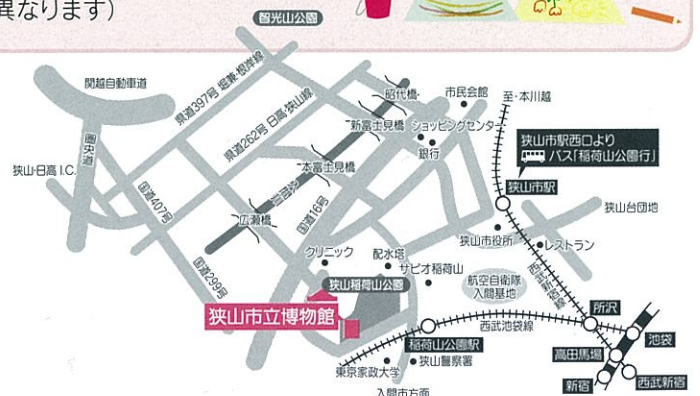 異なります）
智光山公園
関越自動車道
県道397号 堀兼・根岸線
昭代橋
市民会館
至・本川越
県道262号 日高・狭山線
新富士見橋
ショッピングセンター
銀行
狭山市駅西口より
バス「稲荷山公園行」
圏央道
狭山・日高 I.C.
本富士見橋
入間川
狭山市駅
国道407号
広瀬橋
国道16号
狭山台団地
狭山市役所
レストラン
クリニック
配水塔
国道299号
サピオ稲荷山
狭山稲荷山公園
航空自衛隊
入間基地
西武新宿線
狭山市立博物館
所沢
西武池袋線
池袋
稲荷山公園駅
高田馬場
狭山警察署
東京家政大学
新宿
西武新宿
入間市方面